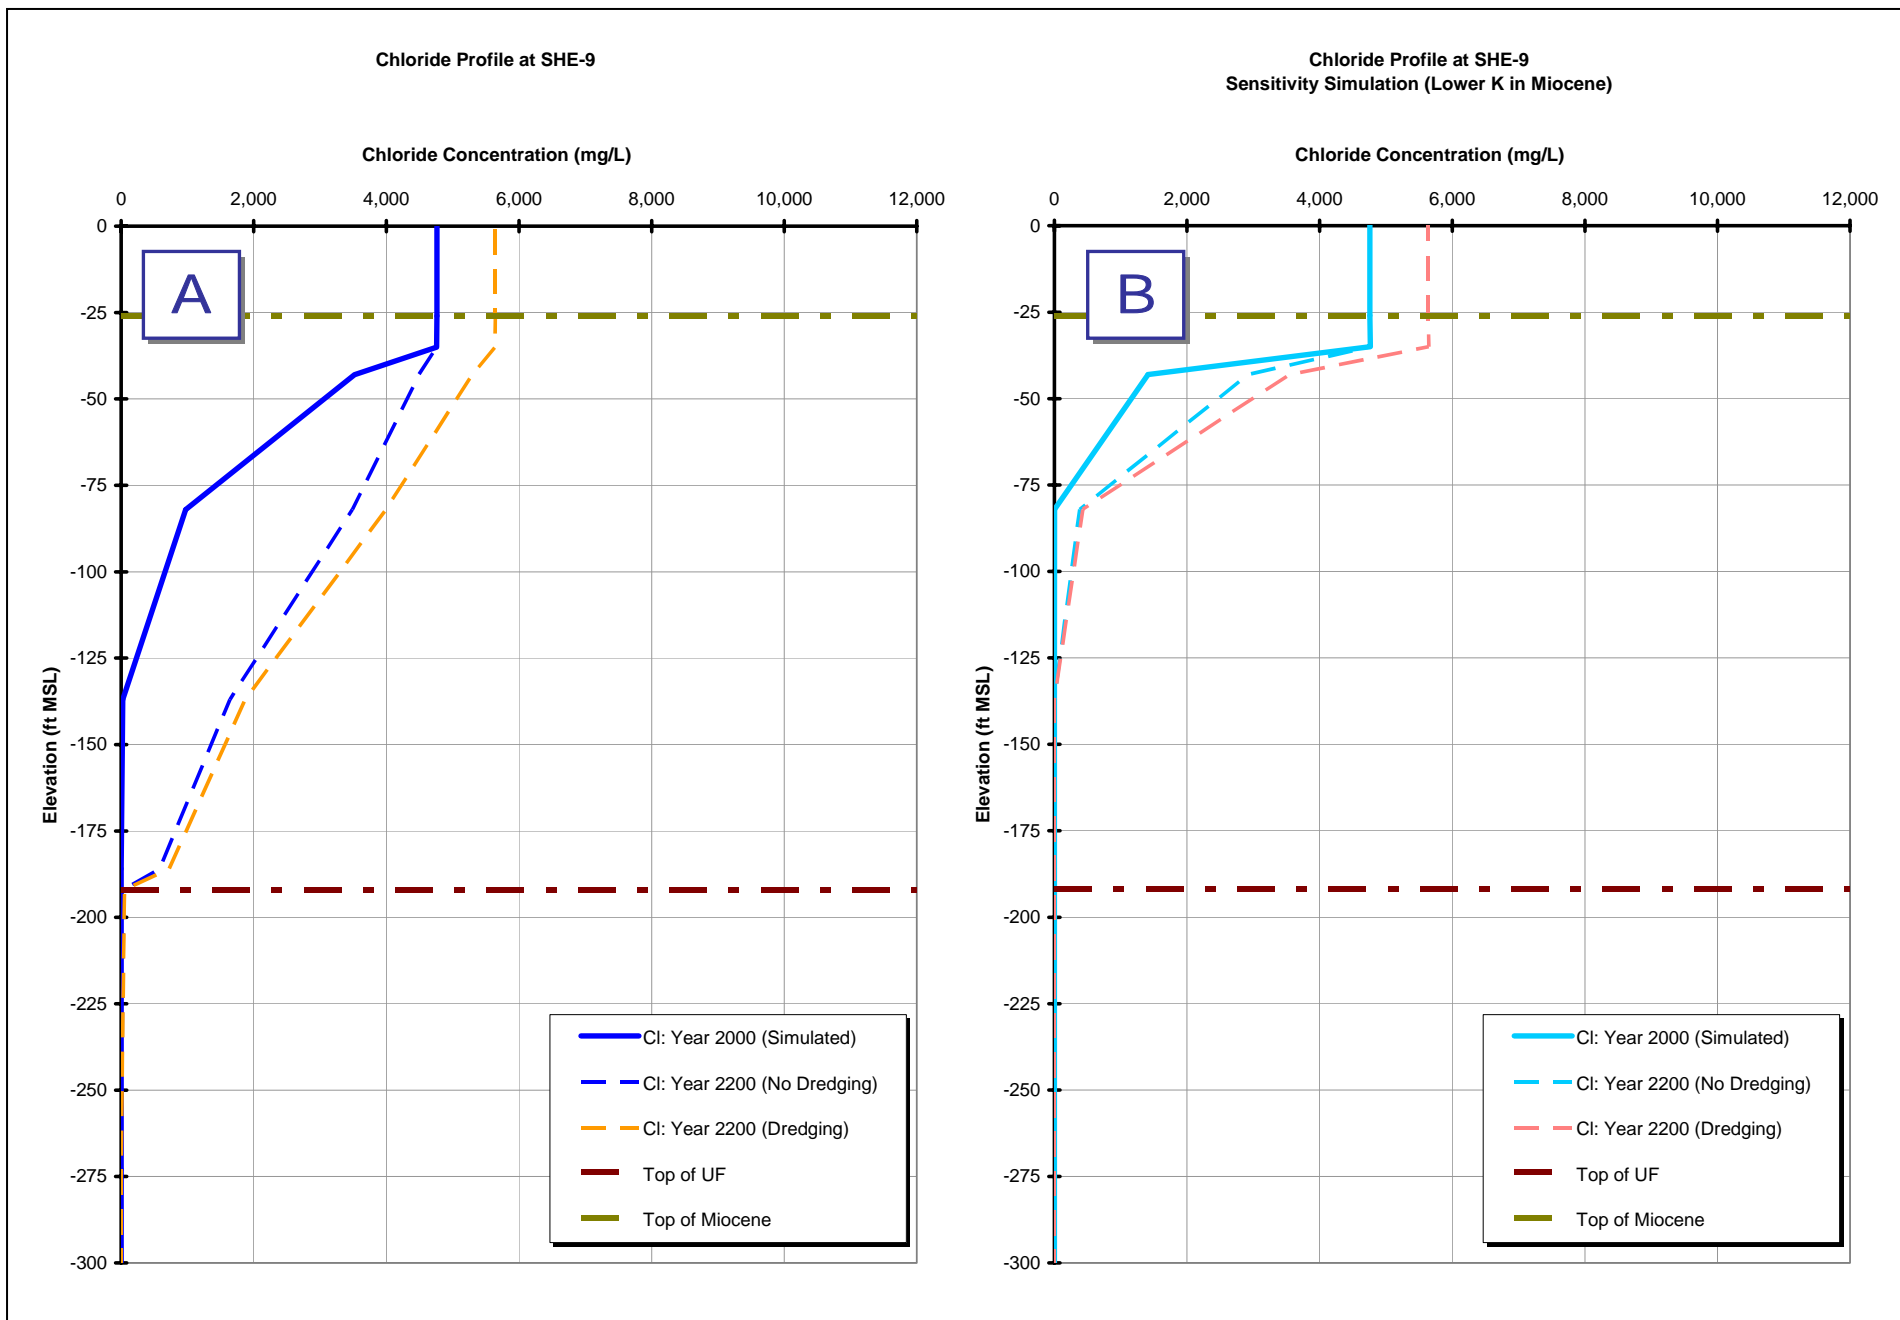 Chloride Profile at SHE-9
Chloride Concentration (mg/L)
0 2,000 4,000 6,000 8,000 10,000 12,000
0
-25
-50
-75
-100
-125
-150
-175
-200
-225
-250
-275
-300
Elevation (ft MSL)
A
Cl: Year 2000 (Simulated)
Cl: Year 2200 (No Dredging)
Cl: Year 2200 (Dredging)
Top of UF
Top of Miocene
Chloride Profile at SHE-9
Sensitivity Simulation (Lower K in Miocene)
Chloride Concentration (mg/L)
0 2,000 4,000 6,000 8,000 10,000 12,000
0
-25
-50
-75
-100
-125
-150
-175
-200
-225
-250
-275
-300
Elevation (ft MSL)
B
Cl: Year 2000 (Simulated)
Cl: Year 2200 (No Dredging)
Cl: Year 2200 (Dredging)
Top of UF
Top of Miocene